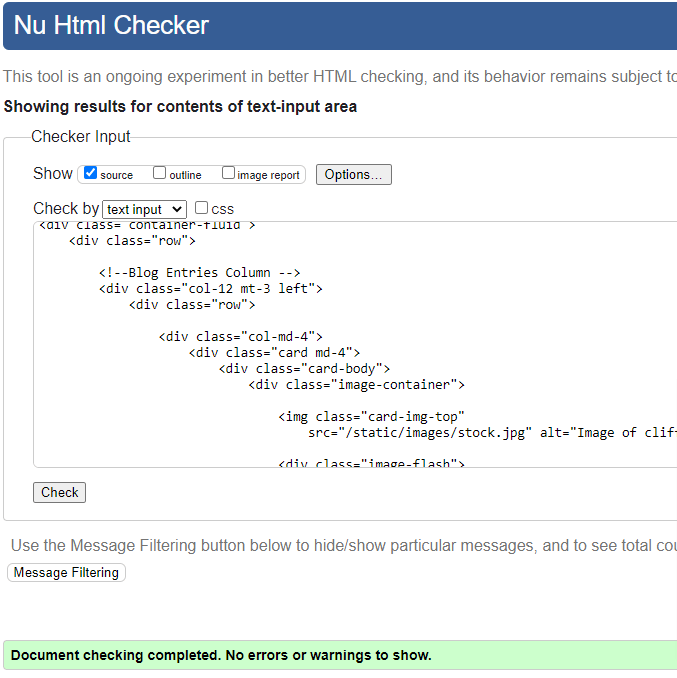 Nu Html Checker
This tool is an ongoing experiment in better HTML checking, and its behavior remains subject to
Showing results for contents of text-input area
Checker Input
Show source outline image report Options...
Check by text input css
<div class="container-fluid">
<div class="row">
<!--Blog Entries Column -->
<div class="col-12 mt-3 left">
<div class="row">
<div class="col-md-4">
<div class="card md-4">
<div class="card-body">
<div class="image-container">
<img class="card-img-top"
src="/static/images/stock.jpg" alt="Image of
<div class="image-flash">
Check
Use the Message Filtering button below to hide/show particular messages, and to see total
Message Filtering
Document checking completed. No errors or warnings to show.